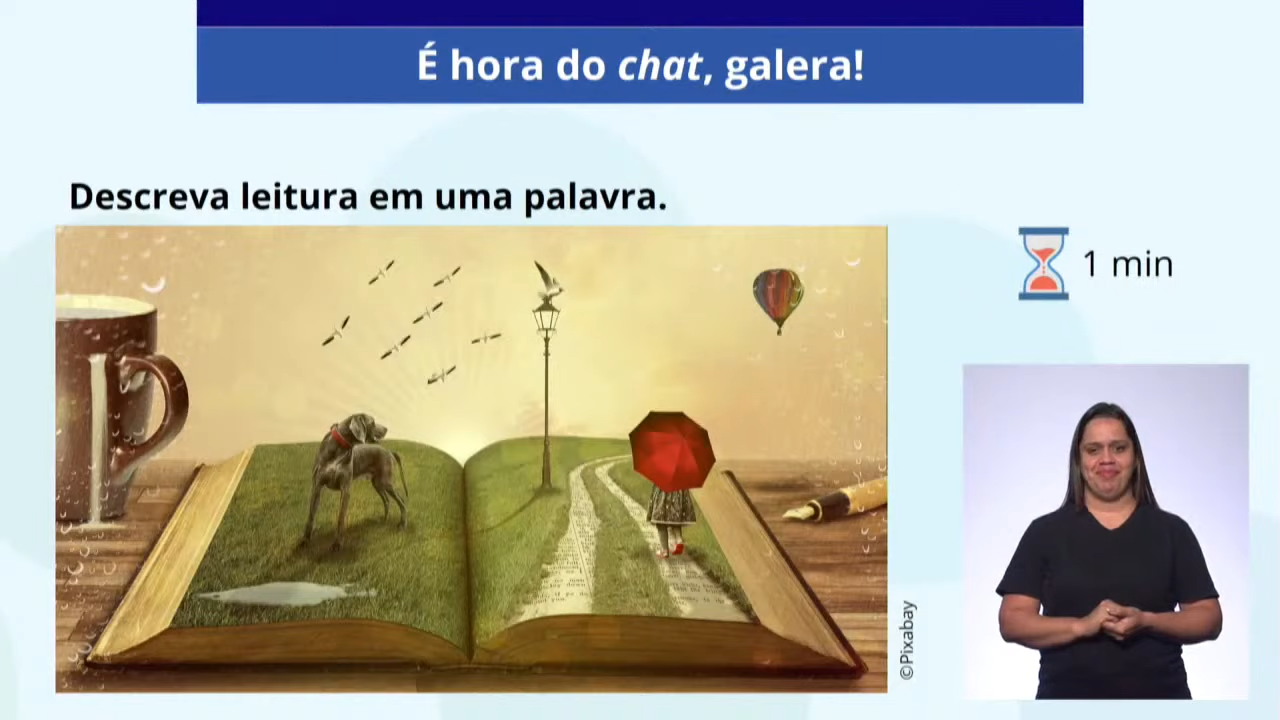 É hora do chat, galera!
Descreva leitura em uma palavra.
1 min
©Pixabay